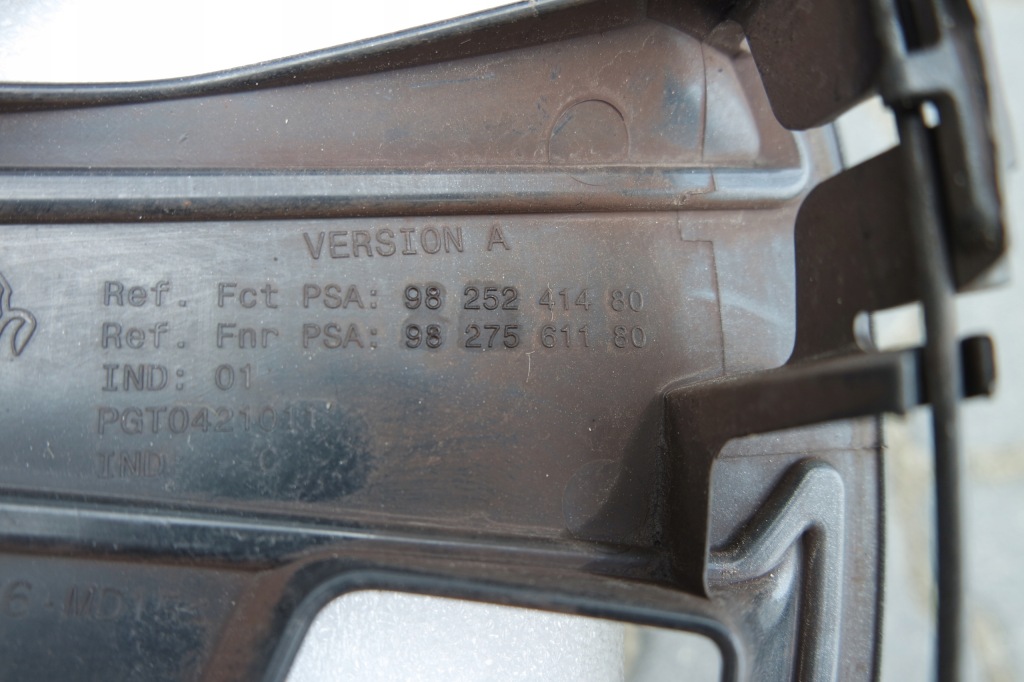 VERSION A
Ref. Fct PSA: 98 252 414 80
Ref. Fnr PSA: 98 275 611 80
IND: 01
IND